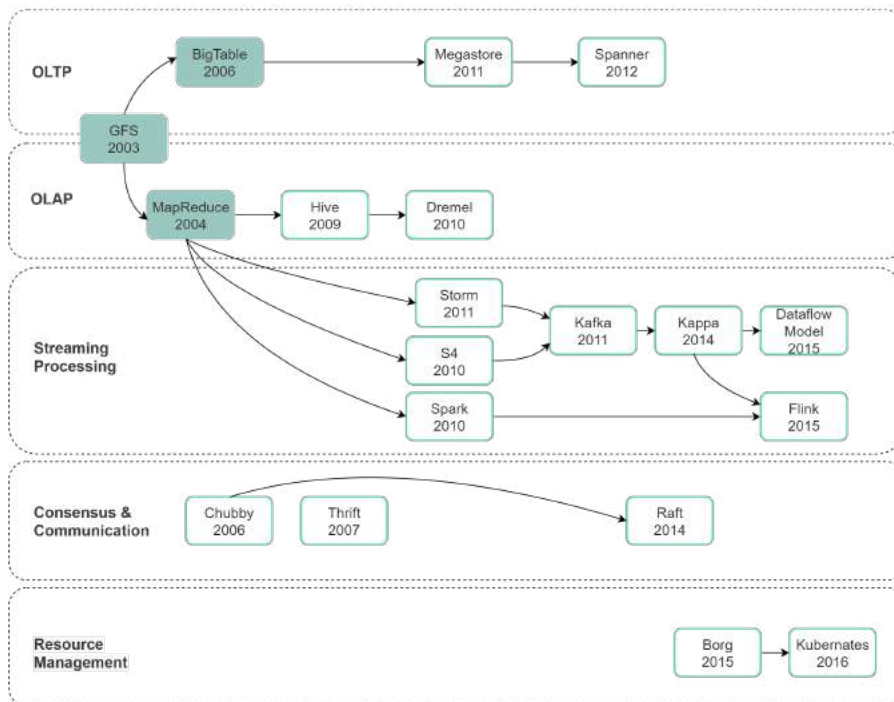 OLTP
BigTable
2006
Megastore
2011
Spanner
2012
GFS
2003
OLAP
MapReduce
2004
Hive
2009
Dremel
2010
Streaming
Processing
Storm
2011
S4
2010
Spark
2010
Kafka
2011
Kappa
2014
Dataflow
Model
2015
Flink
2015
Consensus &
Communication
Chubby
2006
Thrift
2007
Raft
2014
Resource
Management
Borg
2015
Kubernates
2016